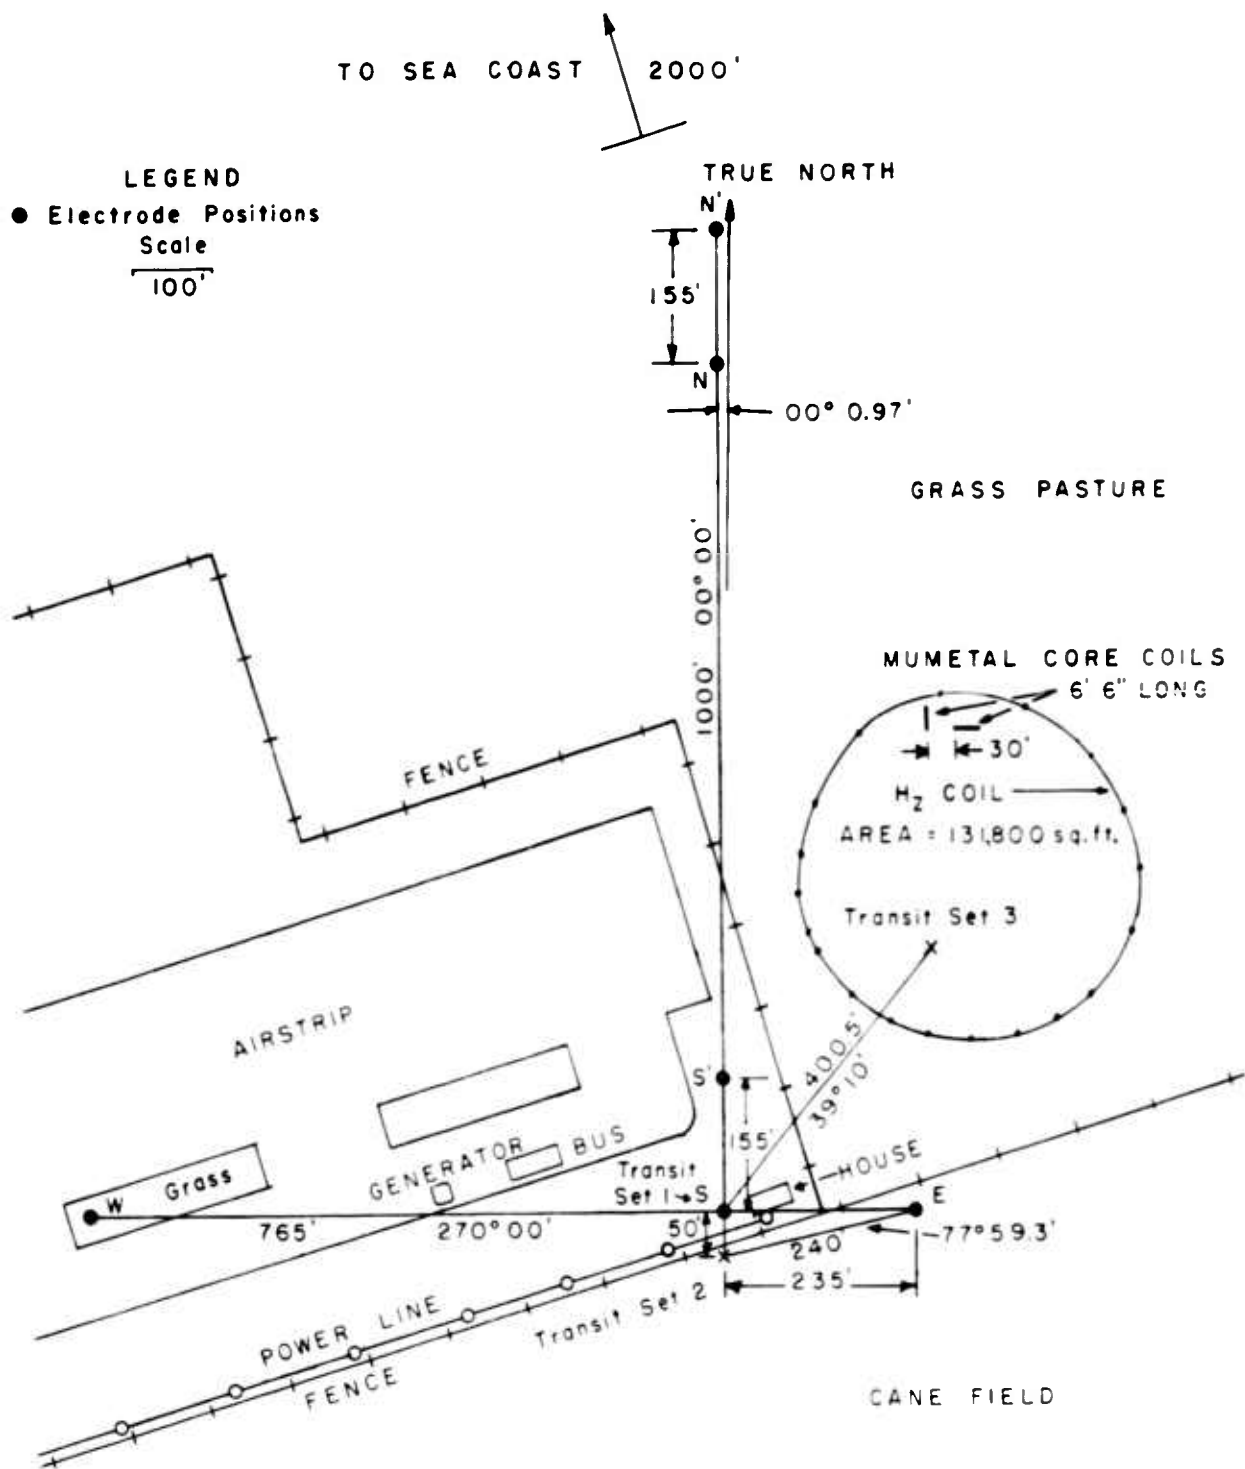 TO SEA COAST 2000'
LEGEND
● Electrode Positions
Scale
100'
TRUE NORTH
N'
155'
N
00° 0.97'
GRASS PASTURE
1000' 00° 00'
MUMETAL CORE COILS
6' 6" LONG
30'
HZ COIL
AREA = 131,800 sq.ft.
Transit Set 3
FENCE
AIRSTRIP
400.5'
39° 10'
S'
155'
BUS
GENERATOR
HOUSE
Transit
Set 1 S
E
W Grass
765' 270° 00'
50'
77° 59.3'
240'
235'
Transit Set 2
POWER LINE
FENCE
CANE FIELD